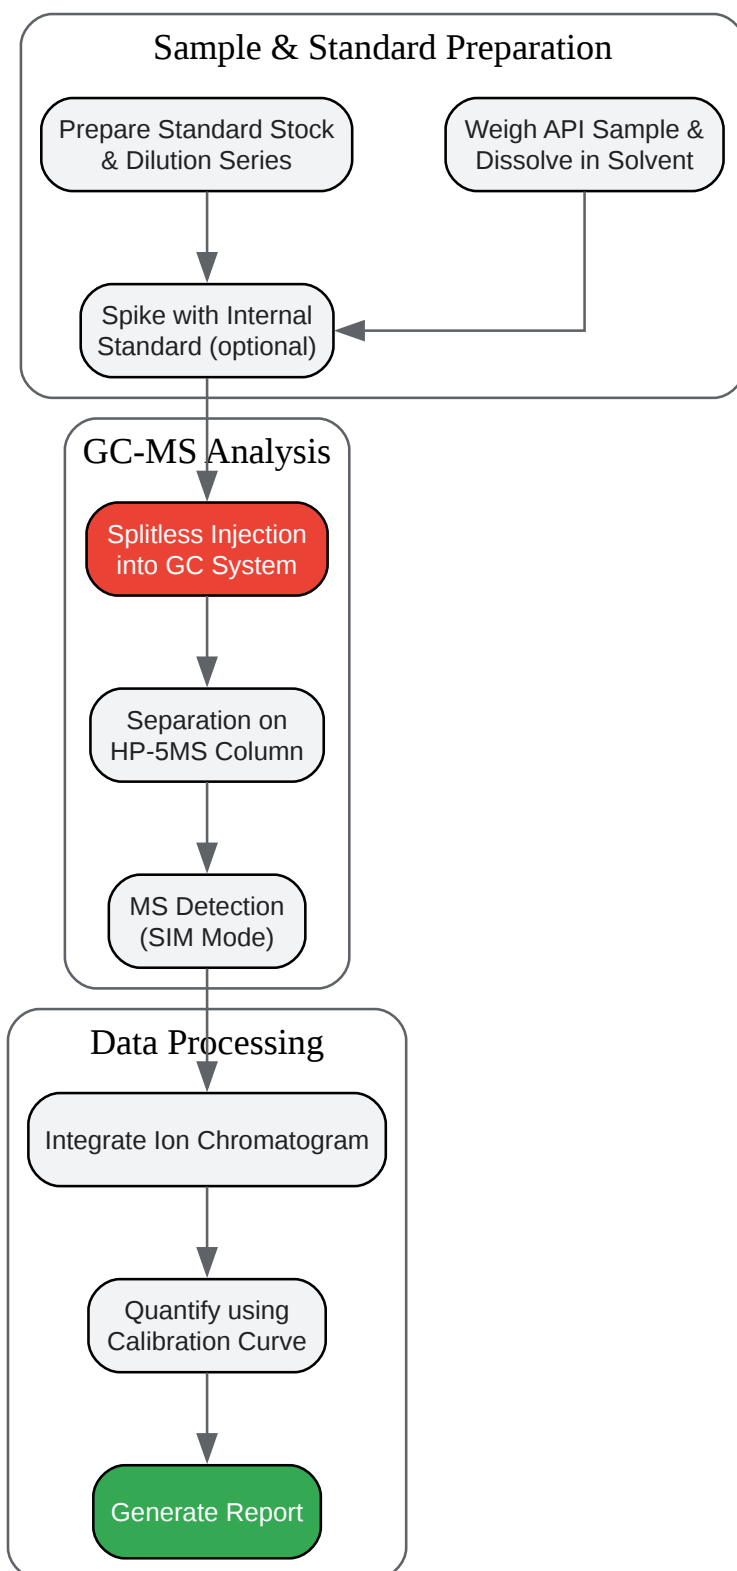 Sample & Standard Preparation
Prepare Standard Stock
& Dilution Series
Weigh API Sample &
Dissolve in Solvent
Spike with Internal
Standard (optional)
GC-MS Analysis
Splitless Injection
into GC System
Separation on
HP-5MS Column
MS Detection
(SIM Mode)
Data Processing
Integrate Ion Chromatogram
Quantify using
Calibration Curve
Generate Report